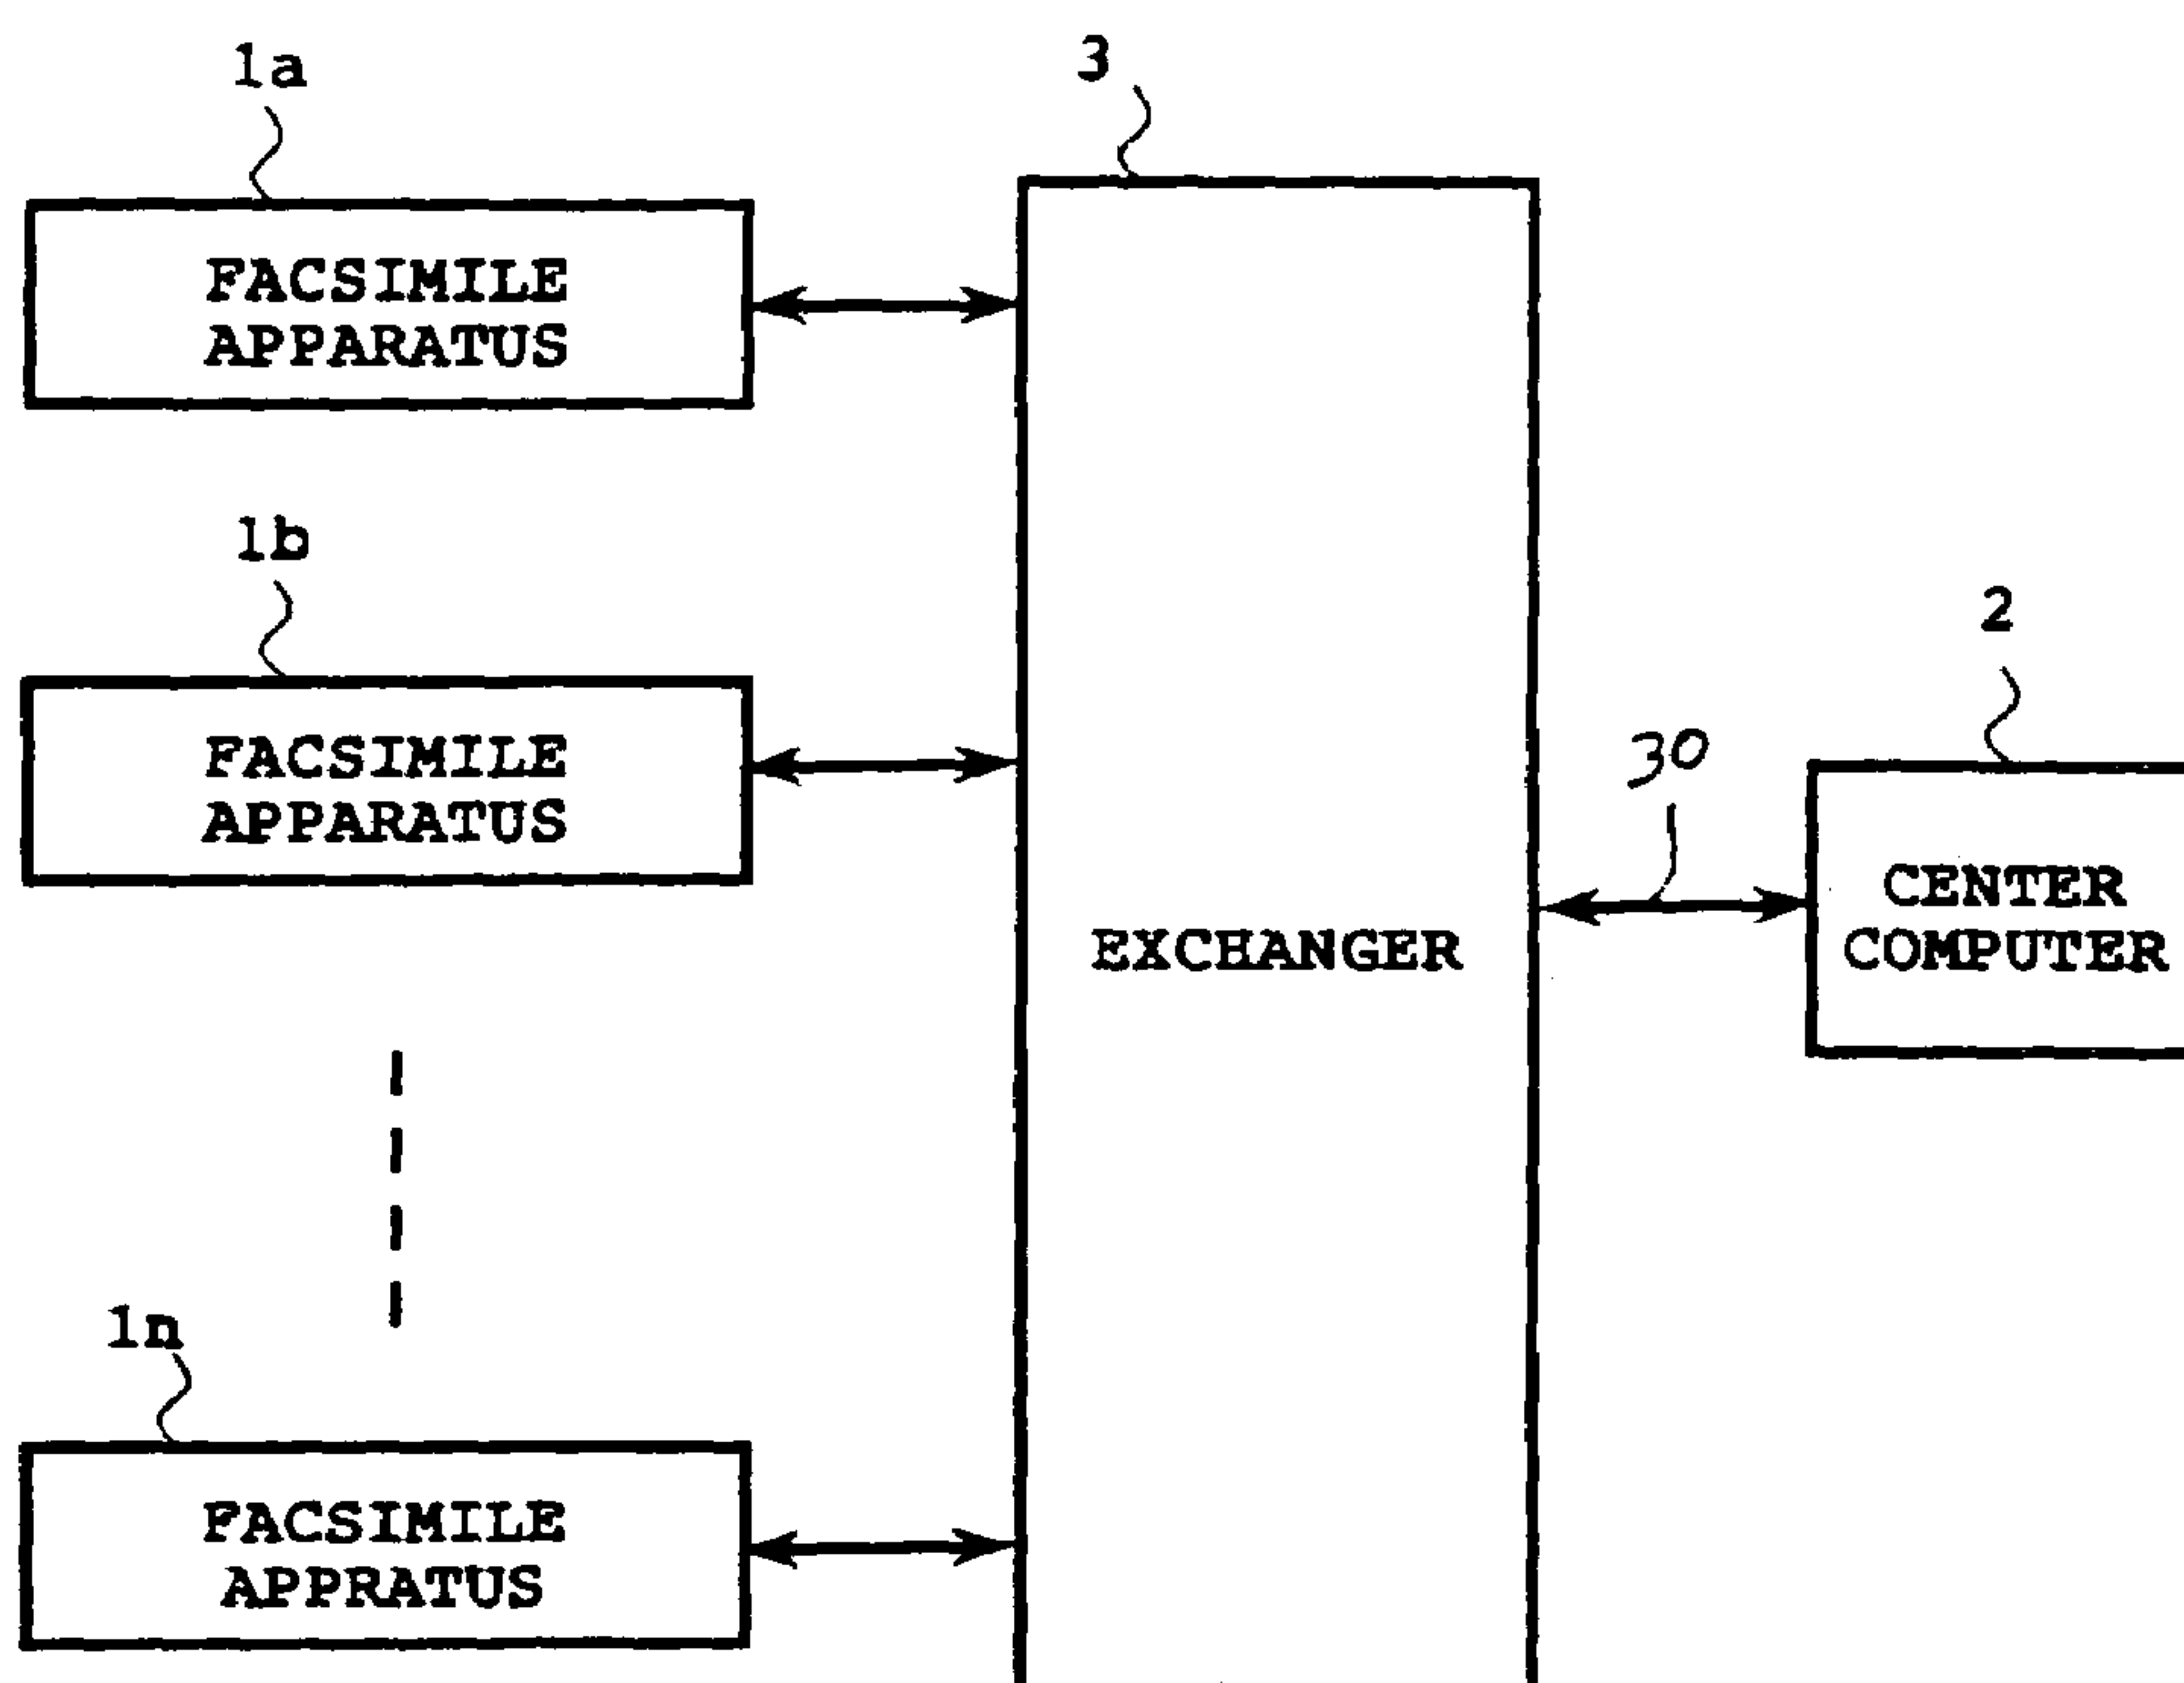 1a
3
FACSIMILE
APPARATUS
1b
2
FACSIMILE
APPARATUS
30
CENTER
COMPUTER
EXCHANGER
1n
FACSIMILE
APPRATUS